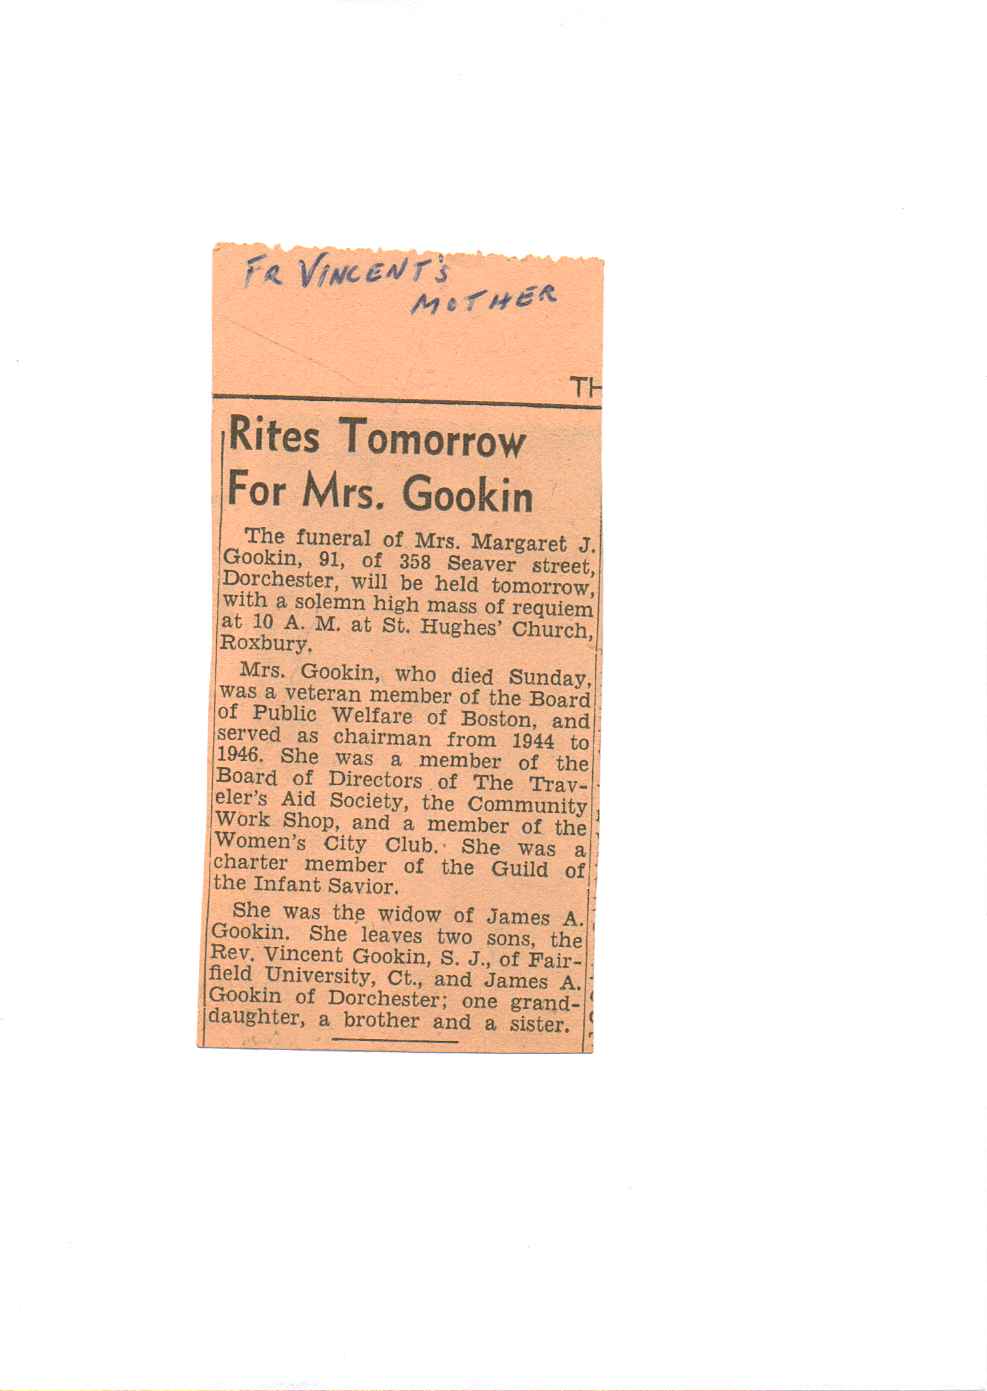 FR VINCENT'S
MOTHER
TH
Rites Tomorrow
For Mrs. Gookin
The funeral of Mrs. Margaret J.
Gookin, 91, of 358 Seaver street,
Dorchester, will be held tomorrow,
with a solemn high mass of requiem
at 10 A. M. at St. Hughes' Church,
Roxbury.
Mrs. Gookin, who died Sunday,
was a veteran member of the Board
of Public Welfare of Boston, and
served as chairman from 1944 to
1946. She was a member of the
Board of Directors of The Trav-
eler's Aid Society, the Community
Work Shop, and a member of the
Women's City Club. She was a
charter member of the Guild of
the Infant Savior.
She was the widow of James A.
Gookin. She leaves two sons, the
Rev. Vincent Gookin, S. J., of Fair-
field University, Ct., and James A.
Gookin of Dorchester; one grand-
daughter, a brother and a sister.